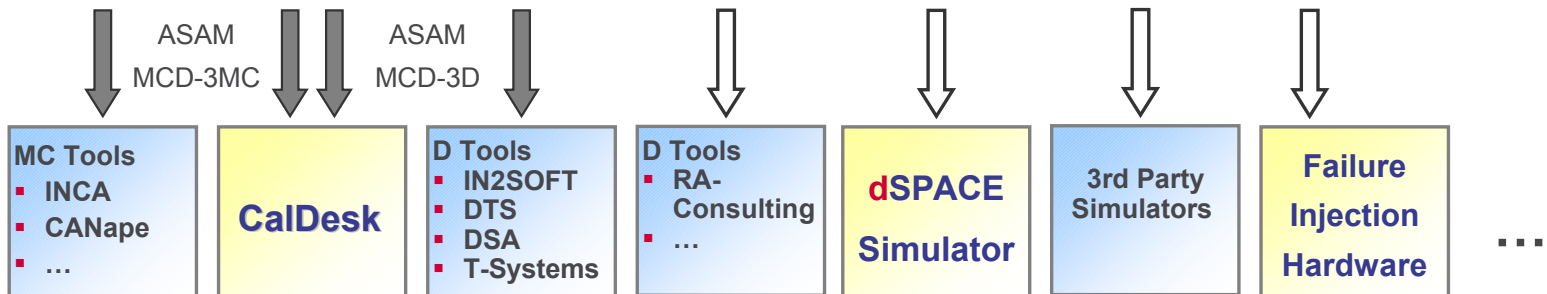 ASAM
MCD-3MC
ASAM
MCD-3D
MC Tools
▪ INCA
▪ CANape
▪ …
CalDesk
D Tools
▪ IN2SOFT
▪ DTS
▪ DSA
▪ T-Systems
D Tools
▪ RA-
Consulting
▪ …
dSPACE
Simulator
3rd Party
Simulators
Failure
Injection
Hardware
…